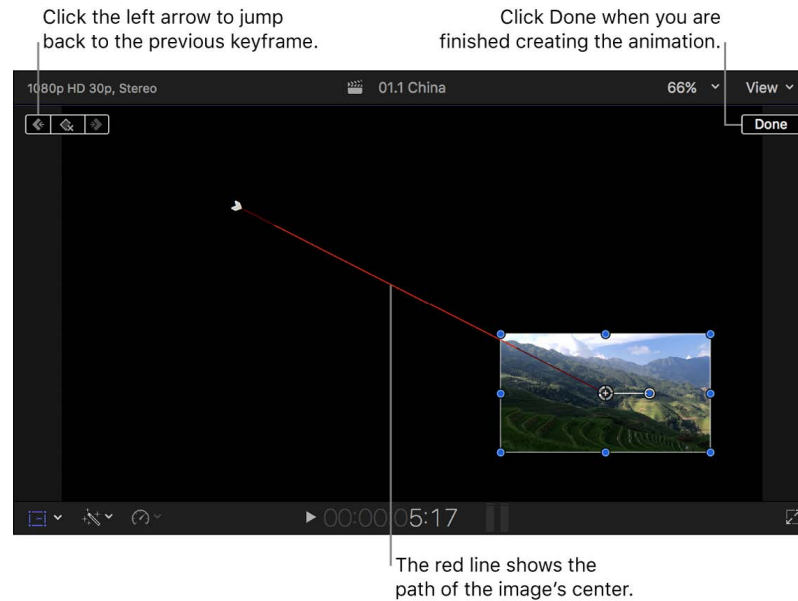 Click the left arrow to jump
back to the previous keyframe.
Click Done when you are
finished creating the animation.
1080p HD 30p, Stereo
01.1 China
66%
View
Done
00:00:05:17
The red line shows the
path of the image’s center.